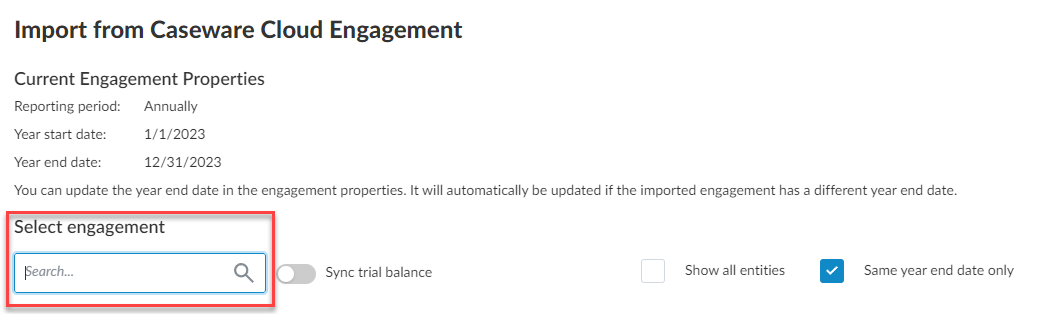 Import from Caseware Cloud Engagement
Current Engagement Properties
Reporting period: Annually
Year start date: 1/1/2023
Year end date: 12/31/2023
You can update the year end date in the engagement properties. It will automatically be updated if the imported engagement has a different year end date.
Select engagement
Search... Sync trial balance Show all entities Same year end date only